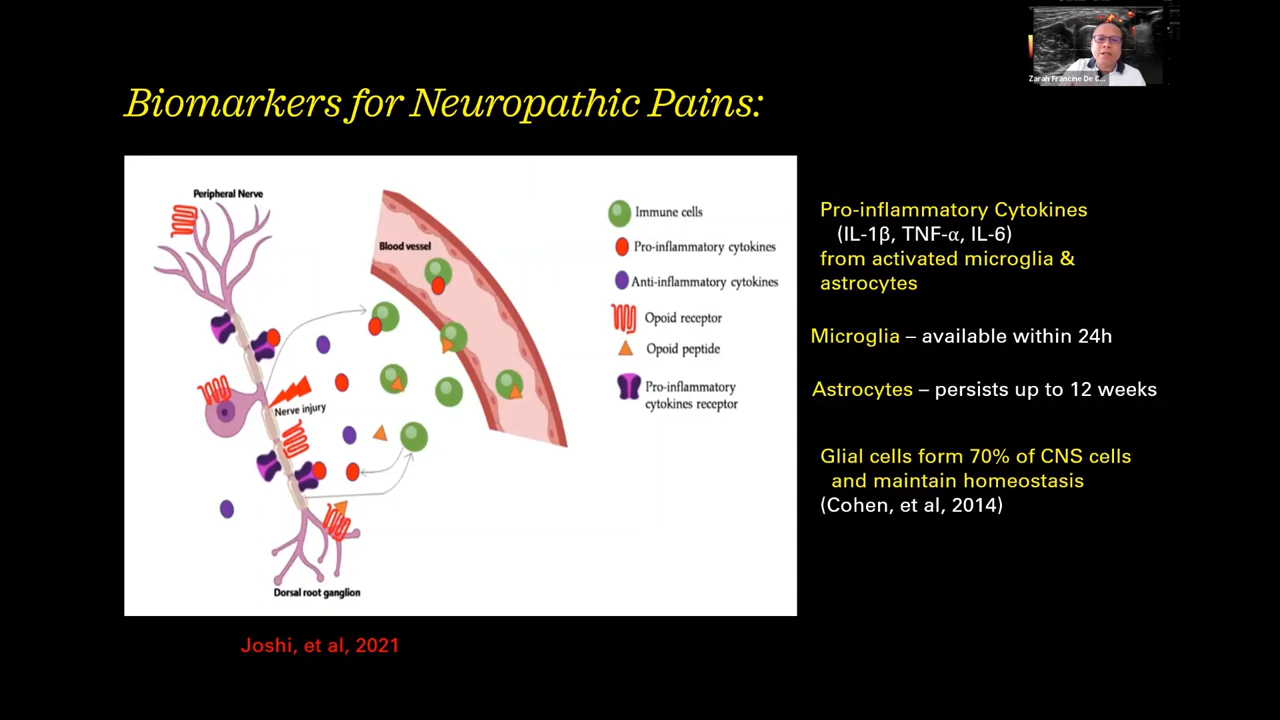 Zarah Francine De C...
Biomarkers for Neuropathic Pains:
Peripheral Nerve
Blood vessel
Nerve injury
Dorsal root ganglion
Immune cells
Pro-inflammatory cytokines
Anti-inflammatory cytokines
Opoid receptor
Opoid peptide
Pro-inflammatory
cytokines receptor
Pro-inflammatory Cytokines
(IL-1β, TNF-α, IL-6)
from activated microglia &
astrocytes
Microglia – available within 24h
Astrocytes – persists up to 12 weeks
Glial cells form 70% of CNS cells
and maintain homeostasis
(Cohen, et al, 2014)
Joshi, et al, 2021